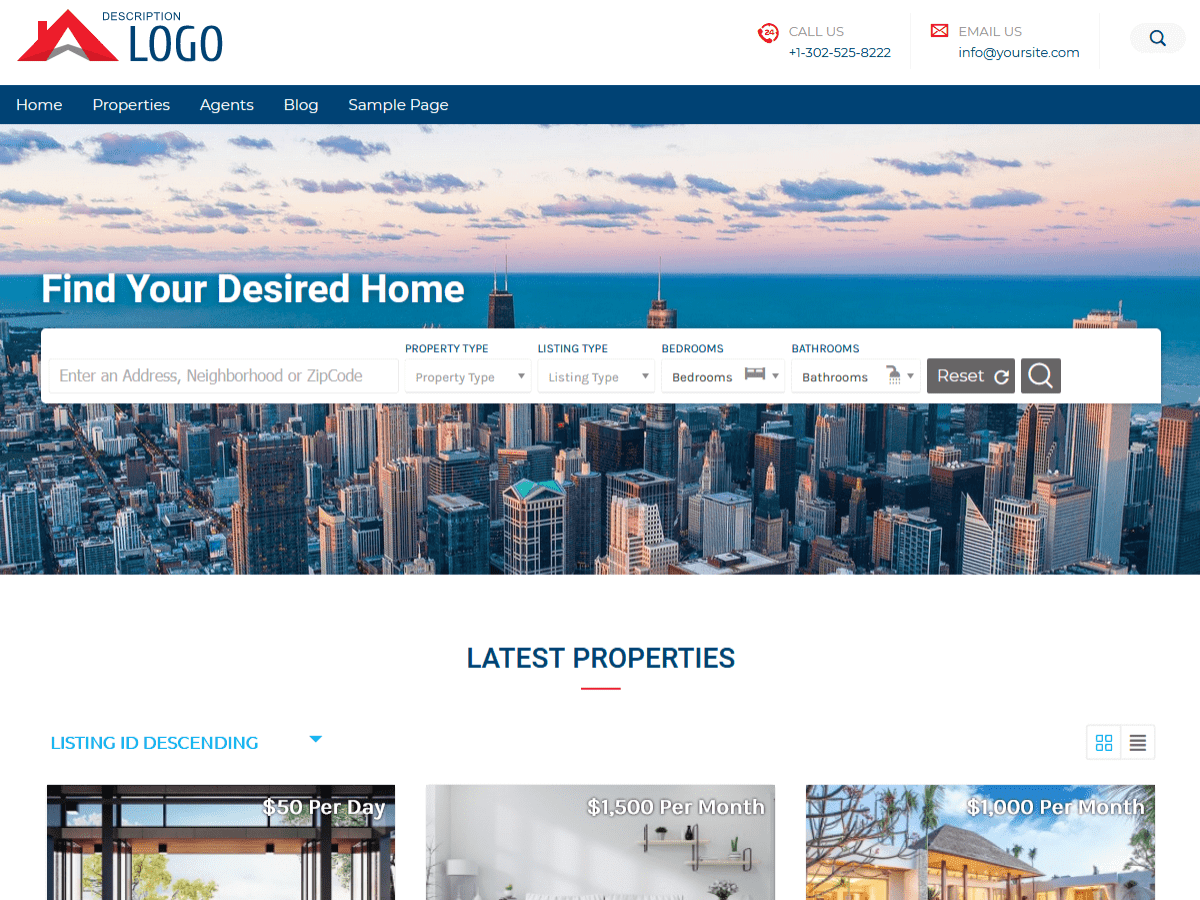 DESCRIPTION
LOGO
24
CALL US
+1-302-525-8222
EMAIL US
info@yoursite.com
Home Properties Agents Blog Sample Page
Find Your Desired Home
PROPERTY TYPE LISTING TYPE BEDROOMS BATHROOMS
Enter an Address, Neighborhood or ZipCode Property Type Listing Type Bedrooms Bathrooms Reset
LATEST PROPERTIES
LISTING ID DESCENDING
$50 Per Day $1,500 Per Month $1,000 Per Month